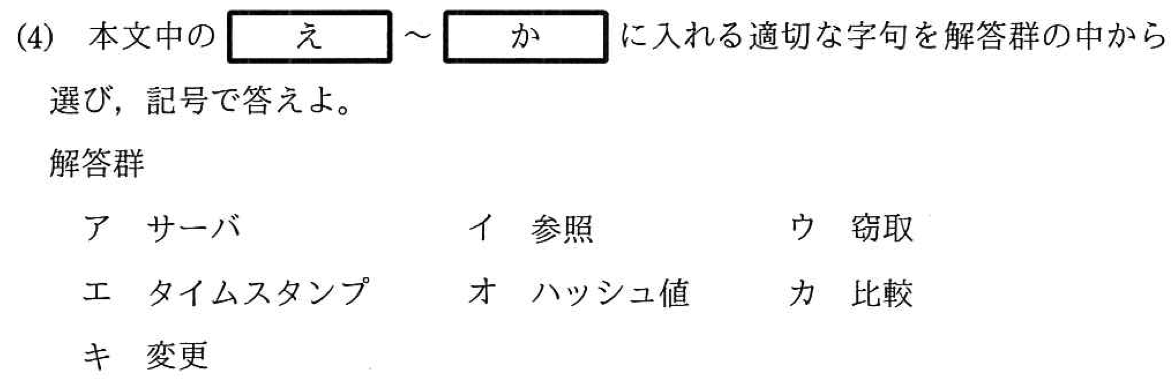 (4) 本文中の え ～ か に入れる適切な字句を解答群の中から
選び，記号で答えよ。
解答群
ア サーバ イ 参照 ウ 窃取
エ タイムスタンプ オ ハッシュ値 カ 比較
キ 変更